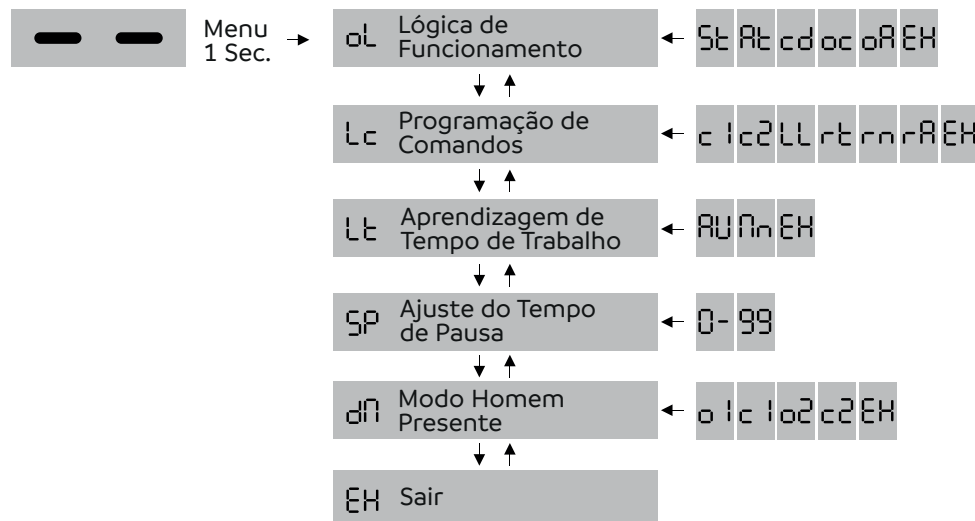 — —
Menu
1 Sec.
oL
Lógica de
Funcionamento
St At cd oc oA EH
Lc
Programação de
Comandos
c1 c2 LL rt rn rA EH
Lt
Aprendizagem de
Tempo de Trabalho
AU Mn EH
SP
Ajuste do Tempo
de Pausa
0- 99
dM
Modo Homem
Presente
o1 c1 o2 c2 EH
EH
Sair